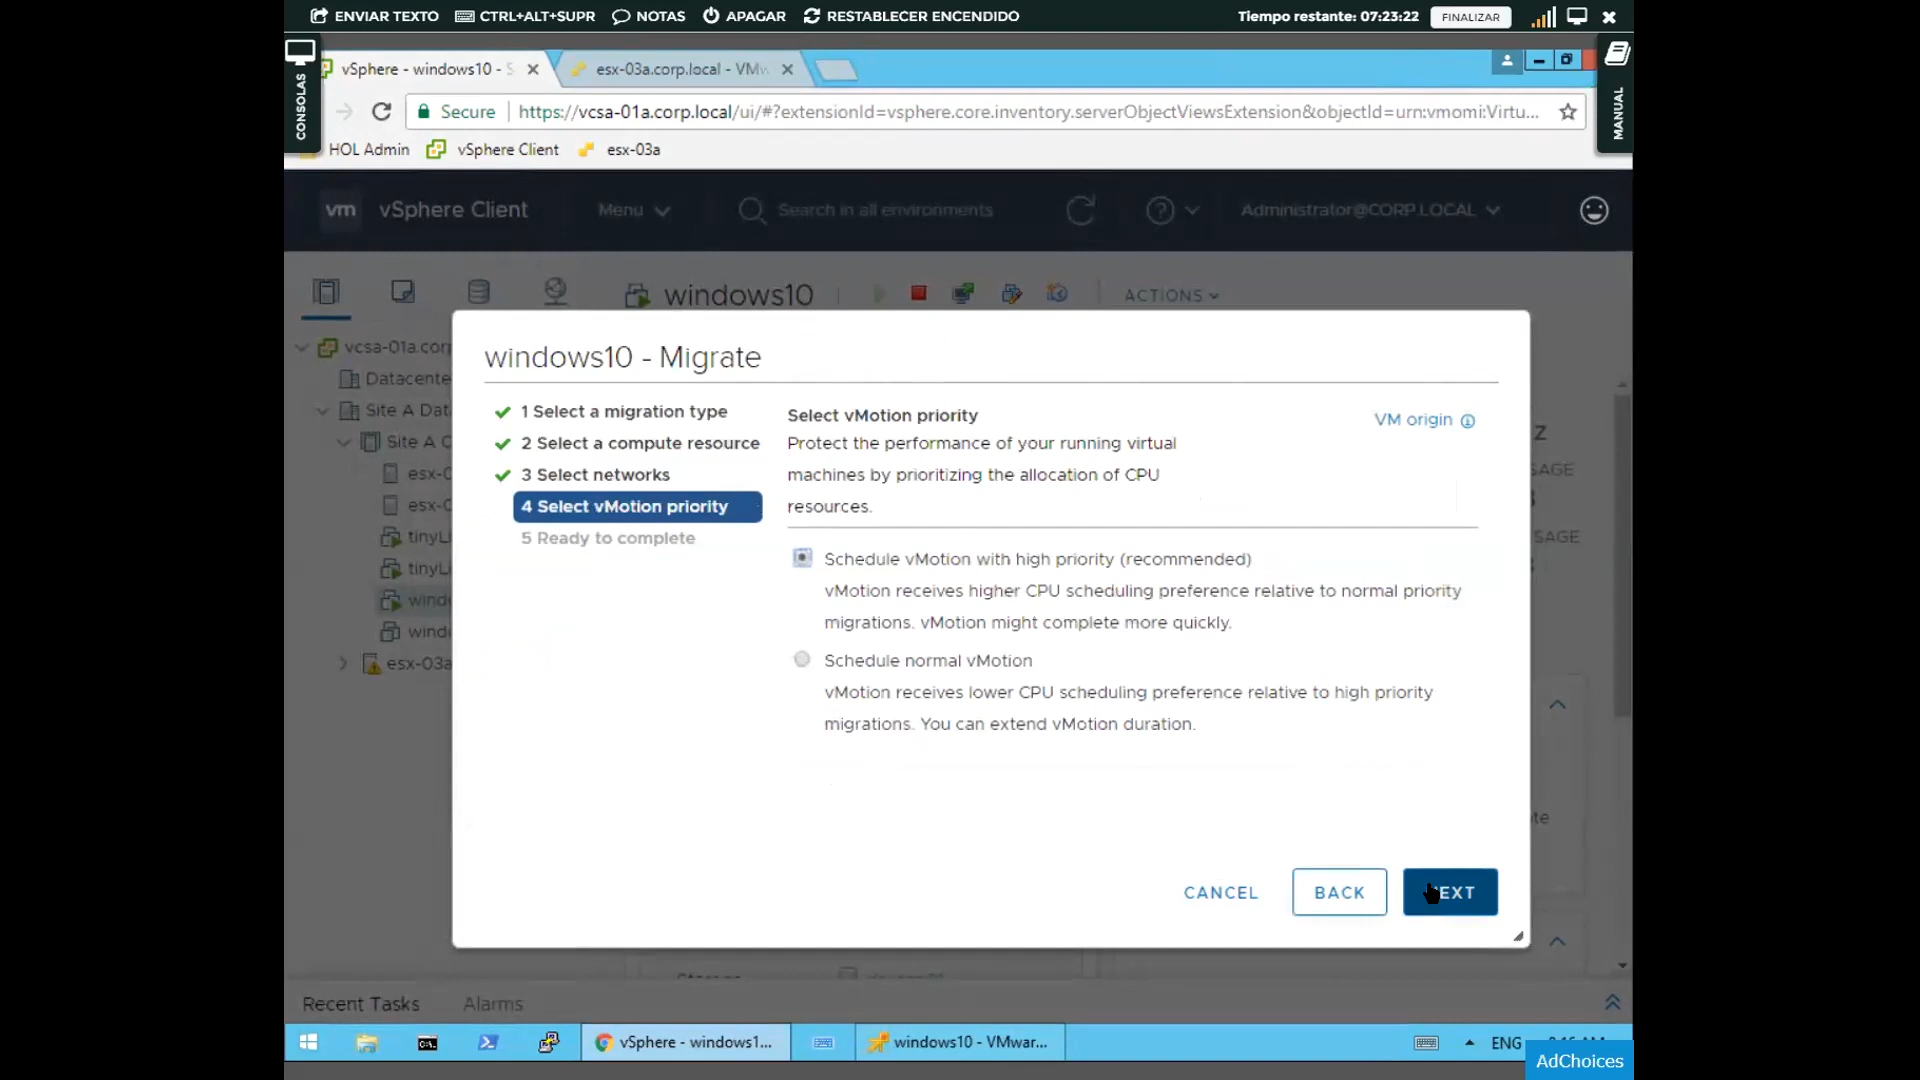 ENVIAR TEXTO CTRL+ALT+SUPR NOTAS APAGAR RESTABLECER ENCENDIDO Tiempo restante: 07:23:22 FINALIZAR
CONSOLAS
MANUAL
vSphere - windows10 - S esx-03a.corp.local - VMw
Secure https://vcsa-01a.corp.local/ui/#?extensionId=vsphere.core.inventory.serverObjectViewsExtension&objectId=urn:vmomi:Virtu...
HOL Admin vSphere Client esx-03a
vm vSphere Client Menu Search in all environments Administrator@CORP.LOCAL
windows10 ACTIONS
vcsa-01a.corp
Datacente
Site A Dat
Site A C
esx-0
esx-0
tinyLi
tinyL
windo
windo
esx-03a
windows10 - Migrate
1 Select a migration type
2 Select a compute resource
3 Select networks
4 Select vMotion priority
5 Ready to complete
Select vMotion priority
VM origin
Protect the performance of your running virtual
machines by prioritizing the allocation of CPU
resources.
Schedule vMotion with high priority (recommended)
vMotion receives higher CPU scheduling preference relative to normal priority
migrations. vMotion might complete more quickly.
Schedule normal vMotion
vMotion receives lower CPU scheduling preference relative to high priority
migrations. You can extend vMotion duration.
CANCEL BACK NEXT
Recent Tasks Alarms
vSphere - windows1... windows10 - VMwar... ENG
AdChoices